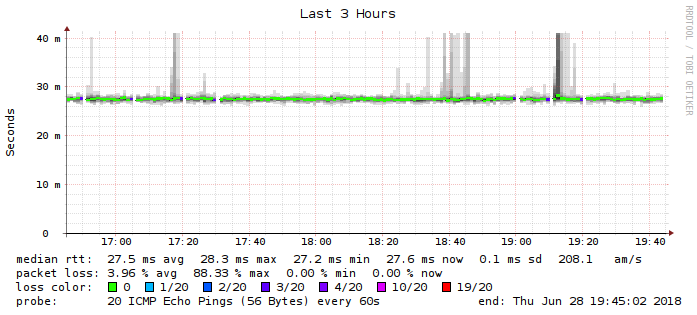 Last 3 Hours
RRDTOOL / TOBI OETIKER
Seconds
40 m
30 m
20 m
10 m
0
17:00 17:20 17:40 18:00 18:20 18:40 19:00 19:20 19:40
median rtt: 27.5 ms avg 28.3 ms max 27.2 ms min 27.6 ms now 0.1 ms sd 208.1 am/s
packet loss: 3.96 % avg 88.33 % max 0.00 % min 0.00 % now
loss color: 0 1/20 2/20 3/20 4/20 10/20 19/20
probe: 20 ICMP Echo Pings (56 Bytes) every 60s end: Thu Jun 28 19:45:02 2018